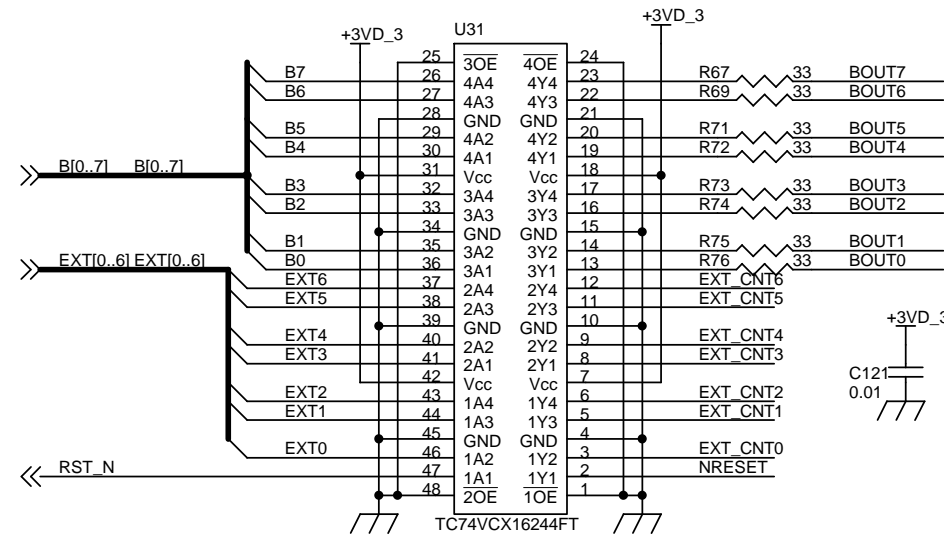 +3VD_3 U31 +3VD_3
25 3OE 4OE 24
B7 26 4A4 4Y4 23 R67 33 BOUT7
B6 27 4A3 4Y3 22 R69 33 BOUT6
28 GND GND 21
B5 29 4A2 4Y2 20 R71 33 BOUT5
B4 30 4A1 4Y1 19 R72 33 BOUT4
B[0..7] B[0..7] 31 Vcc Vcc 18
B3 32 3A4 3Y4 17 R73 33 BOUT3
B2 33 3A3 3Y3 16 R74 33 BOUT2
34 GND GND 15
B1 35 3A2 3Y2 14 R75 33 BOUT1
EXT[0..6] EXT[0..6] B0 36 3A1 3Y1 13 R76 33 BOUT0
EXT6 37 2A4 2Y4 12 EXT_CNT6
EXT5 38 2A3 2Y3 11 EXT_CNT5
39 GND GND 10 +3VD_3
EXT4 40 2A2 2Y2 9 EXT_CNT4
EXT3 41 2A1 2Y1 8 EXT_CNT3
42 Vcc Vcc 7 C121
EXT2 43 1A4 1Y4 6 EXT_CNT2 0.01
EXT1 44 1A3 1Y3 5 EXT_CNT1
45 GND GND 4
EXT0 46 1A2 1Y2 3 EXT_CNT0
RST_N 47 1A1 1Y1 2 NRESET
48 2OE 1OE 1
TC74VCX16244FT